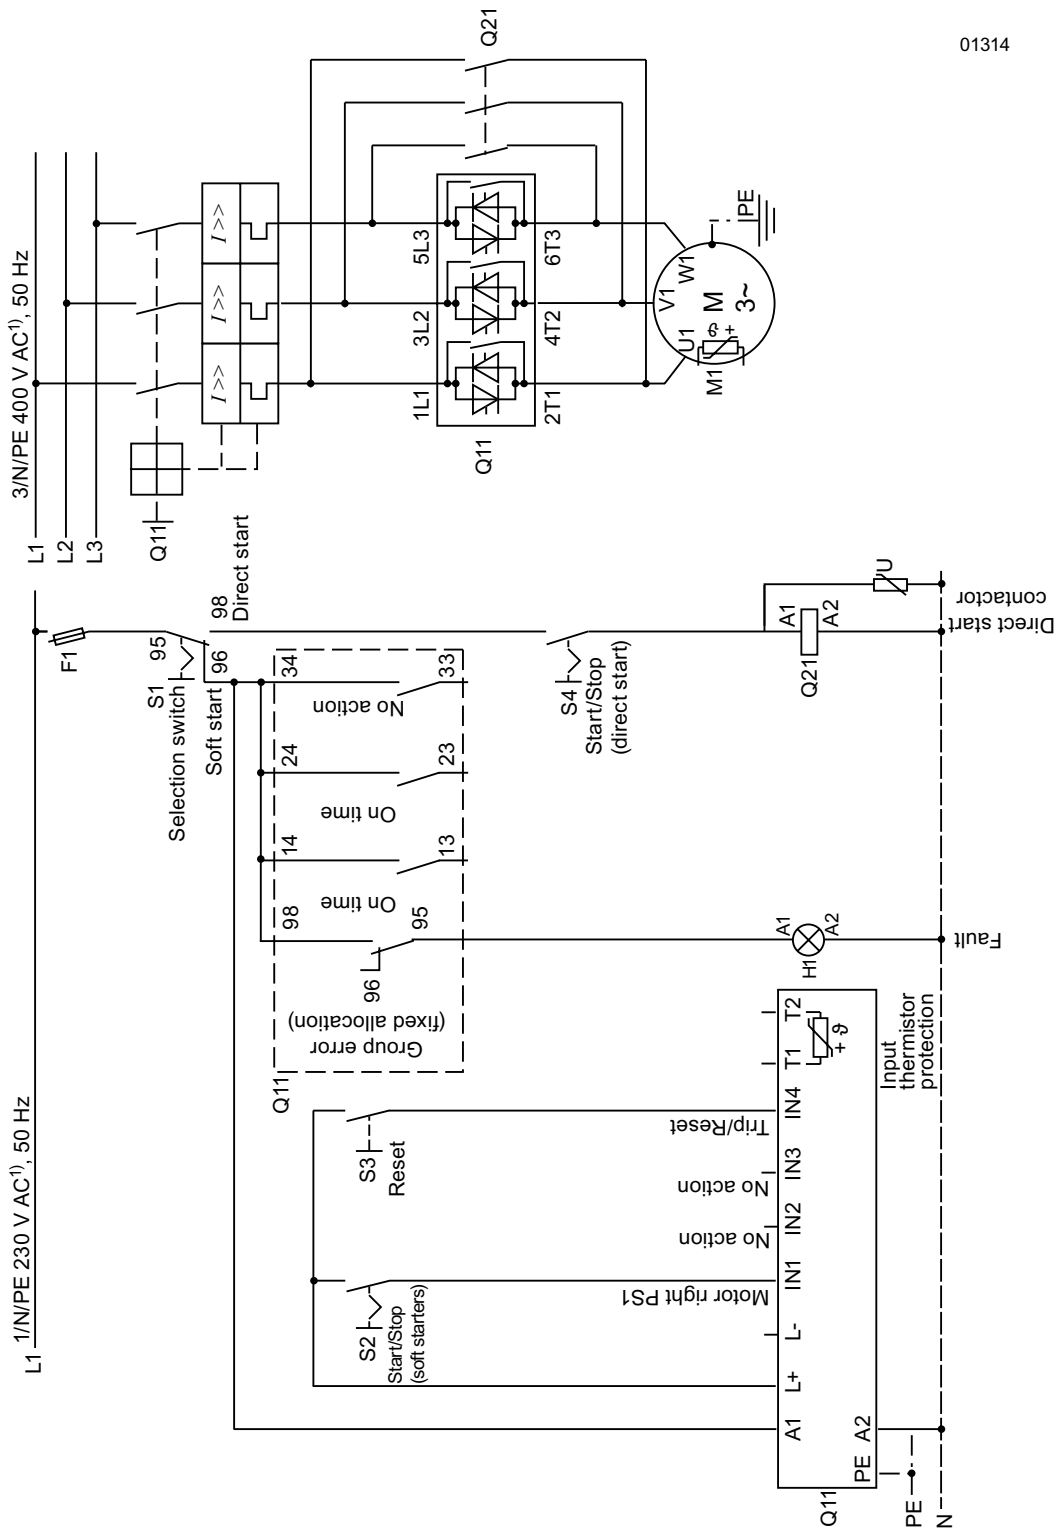 01314
3/N/PE 400 V AC1), 50 Hz
L1
L2
L3
Q11
I >>
I >>
I >>
Q21
1L1
3L2
5L3
Q11
2T1
4T2
6T3
U1
V1
W1
M
3~
M1
+ ϑ
PE
L1
1/N/PE 230 V AC1), 50 Hz
F1
S1
95
96
98
Selection switch
Soft start
Direct start
Q11
Group error
(fixed allocation)
96
98
95
On time
14
13
On time
24
23
No action
34
33
S2
Start/Stop
(soft starters)
S3
Reset
S4
Start/Stop
(direct start)
Motor right PS1
No action
No action
Trip/Reset
A1
L+
L-
IN1
IN2
IN3
IN4
T1
T2
+ ϑ
PE
A2
Q11
Input
thermistor
protection
H1
A1
A2
Fault
Q21
A1
A2
U
Direct start
contactor
PE
N